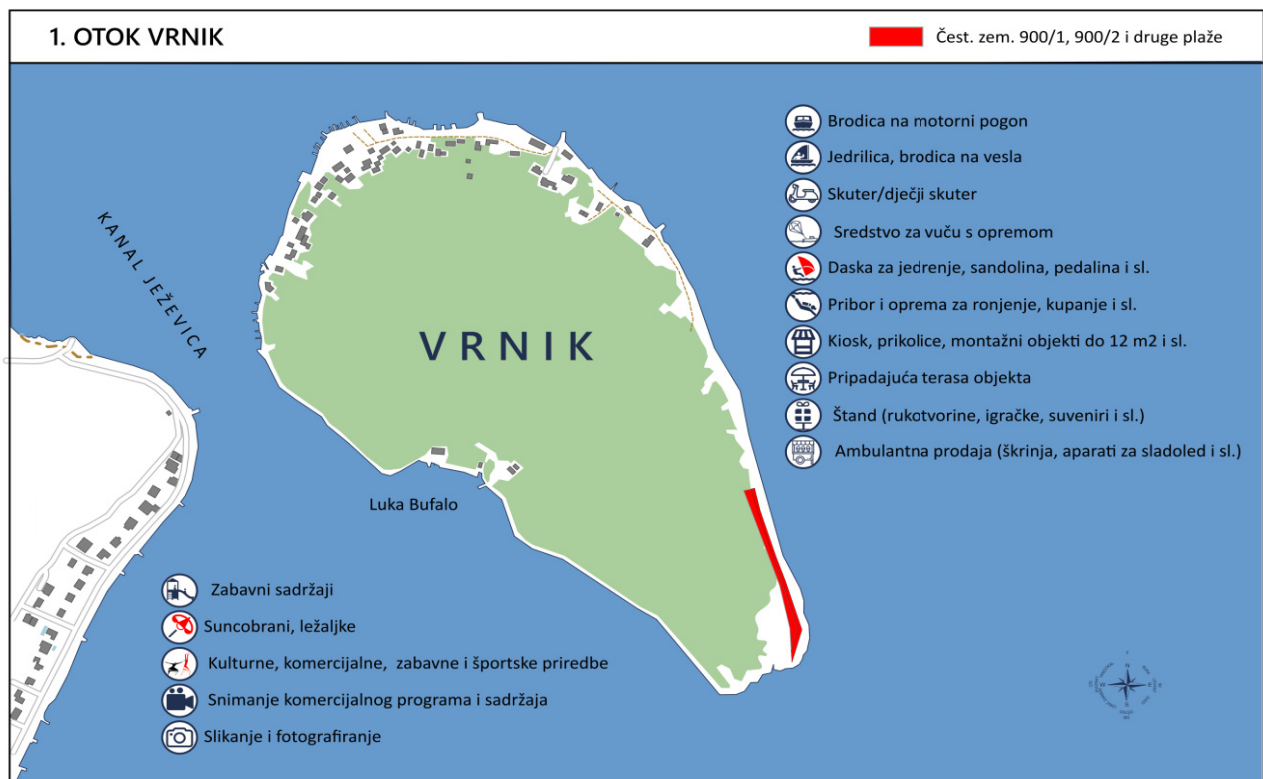 1. OTOK VRNIK
Čest. zem. 900/1, 900/2 i druge plaže
Brodica na motorni pogon
Jedrilica, brodica na vesla
Skuter/dječji skuter
Sredstvo za vuču s opremom
Daska za jedrenje, sandolina, pedalina i sl.
Pribor i oprema za ronjenje, kupanje i sl.
Kiosk, prikolice, montažni objekti do 12 m2 i sl.
Pripadajuća terasa objekta
Štand (rukotvorine, igračke, suveniri i sl.)
Ambulantna prodaja (škrinja, aparati za sladoled i sl.)
KANAL JEŽEVICA
VRNIK
Luka Bufalo
Zabavni sadržaji
Suncobrani, ležaljke
Kulturne, komercijalne, zabavne i športske priredbe
Snimanje komercijalnog programa i sadržaja
Slikanje i fotografiranje
N
W
E
S